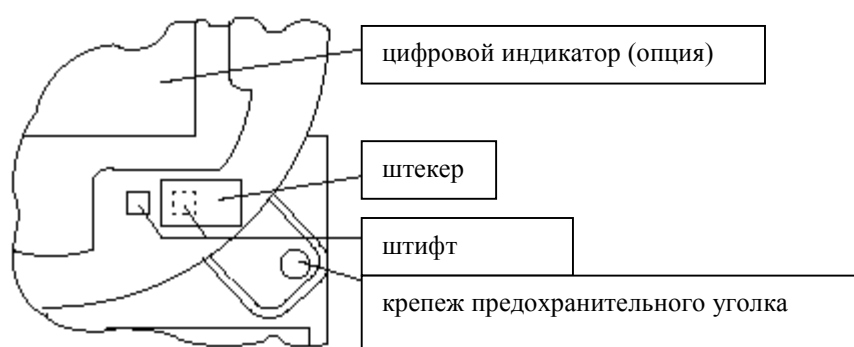 цифровой индикатор (опция)
штекер
штифт
крепеж предохранительного уголка